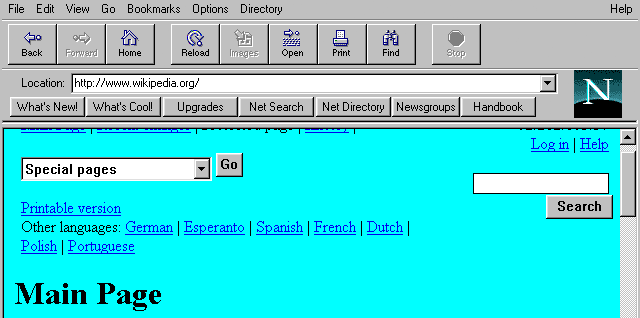 File Edit View Go Bookmarks Options Directory Help
Back Forward Home Reload Images Open Print Find Stop
Location: http://www.wikipedia.org/
N
What's New! What's Cool! Upgrades Net Search Net Directory Newsgroups Handbook
Log in | Help
Special pages Go
Search
Printable version
Other languages: German | Esperanto | Spanish | French | Dutch |
Polish | Portuguese
Main Page